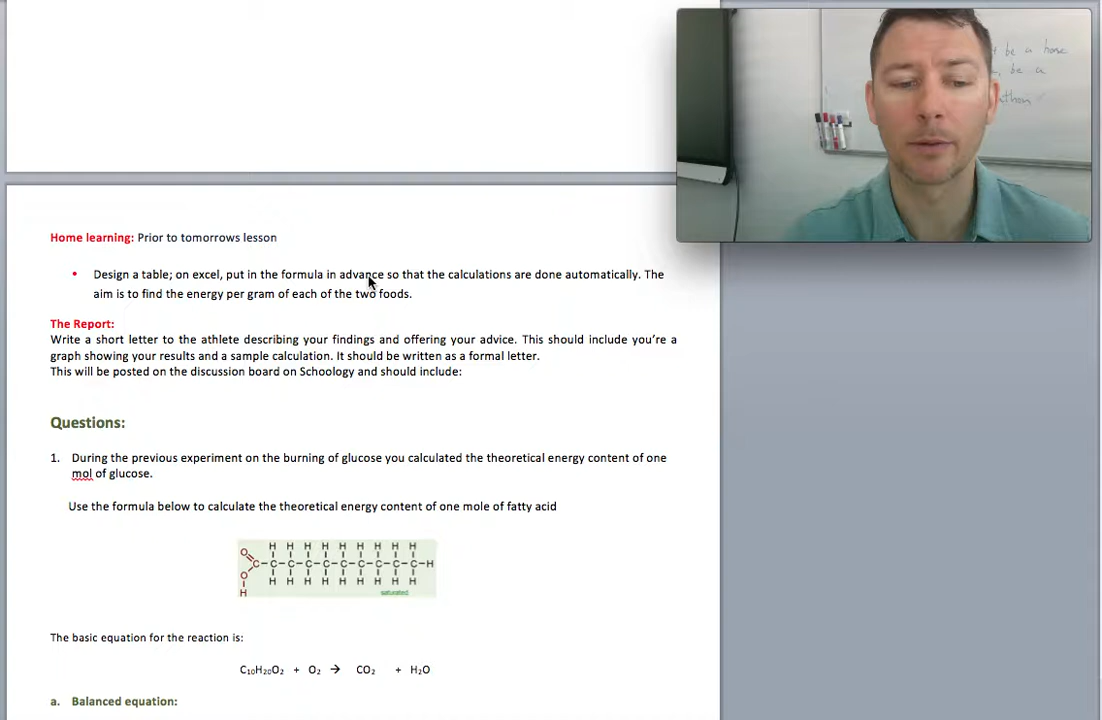 t be a horse
, be a
than
Home learning: Prior to tomorrows lesson
• Design a table; on excel, put in the formula in advance so that the calculations are done automatically. The
aim is to find the energy per gram of each of the two foods.
The Report:
Write a short letter to the athlete describing your findings and offering your advice. This should include you're a
graph showing your results and a sample calculation. It should be written as a formal letter.
This will be posted on the discussion board on Schoology and should include:
Questions:
1. During the previous experiment on the burning of glucose you calculated the theoretical energy content of one
mol of glucose.
Use the formula below to calculate the theoretical energy content of one mole of fatty acid
H H H H H H H H H
O C-C-C-C-C-C-C-C-C-C-H
O H H H H H H H H H
H saturated
The basic equation for the reaction is:
C₁₀H₂₀O₂ + O₂ → CO₂ + H₂O
a. Balanced equation: